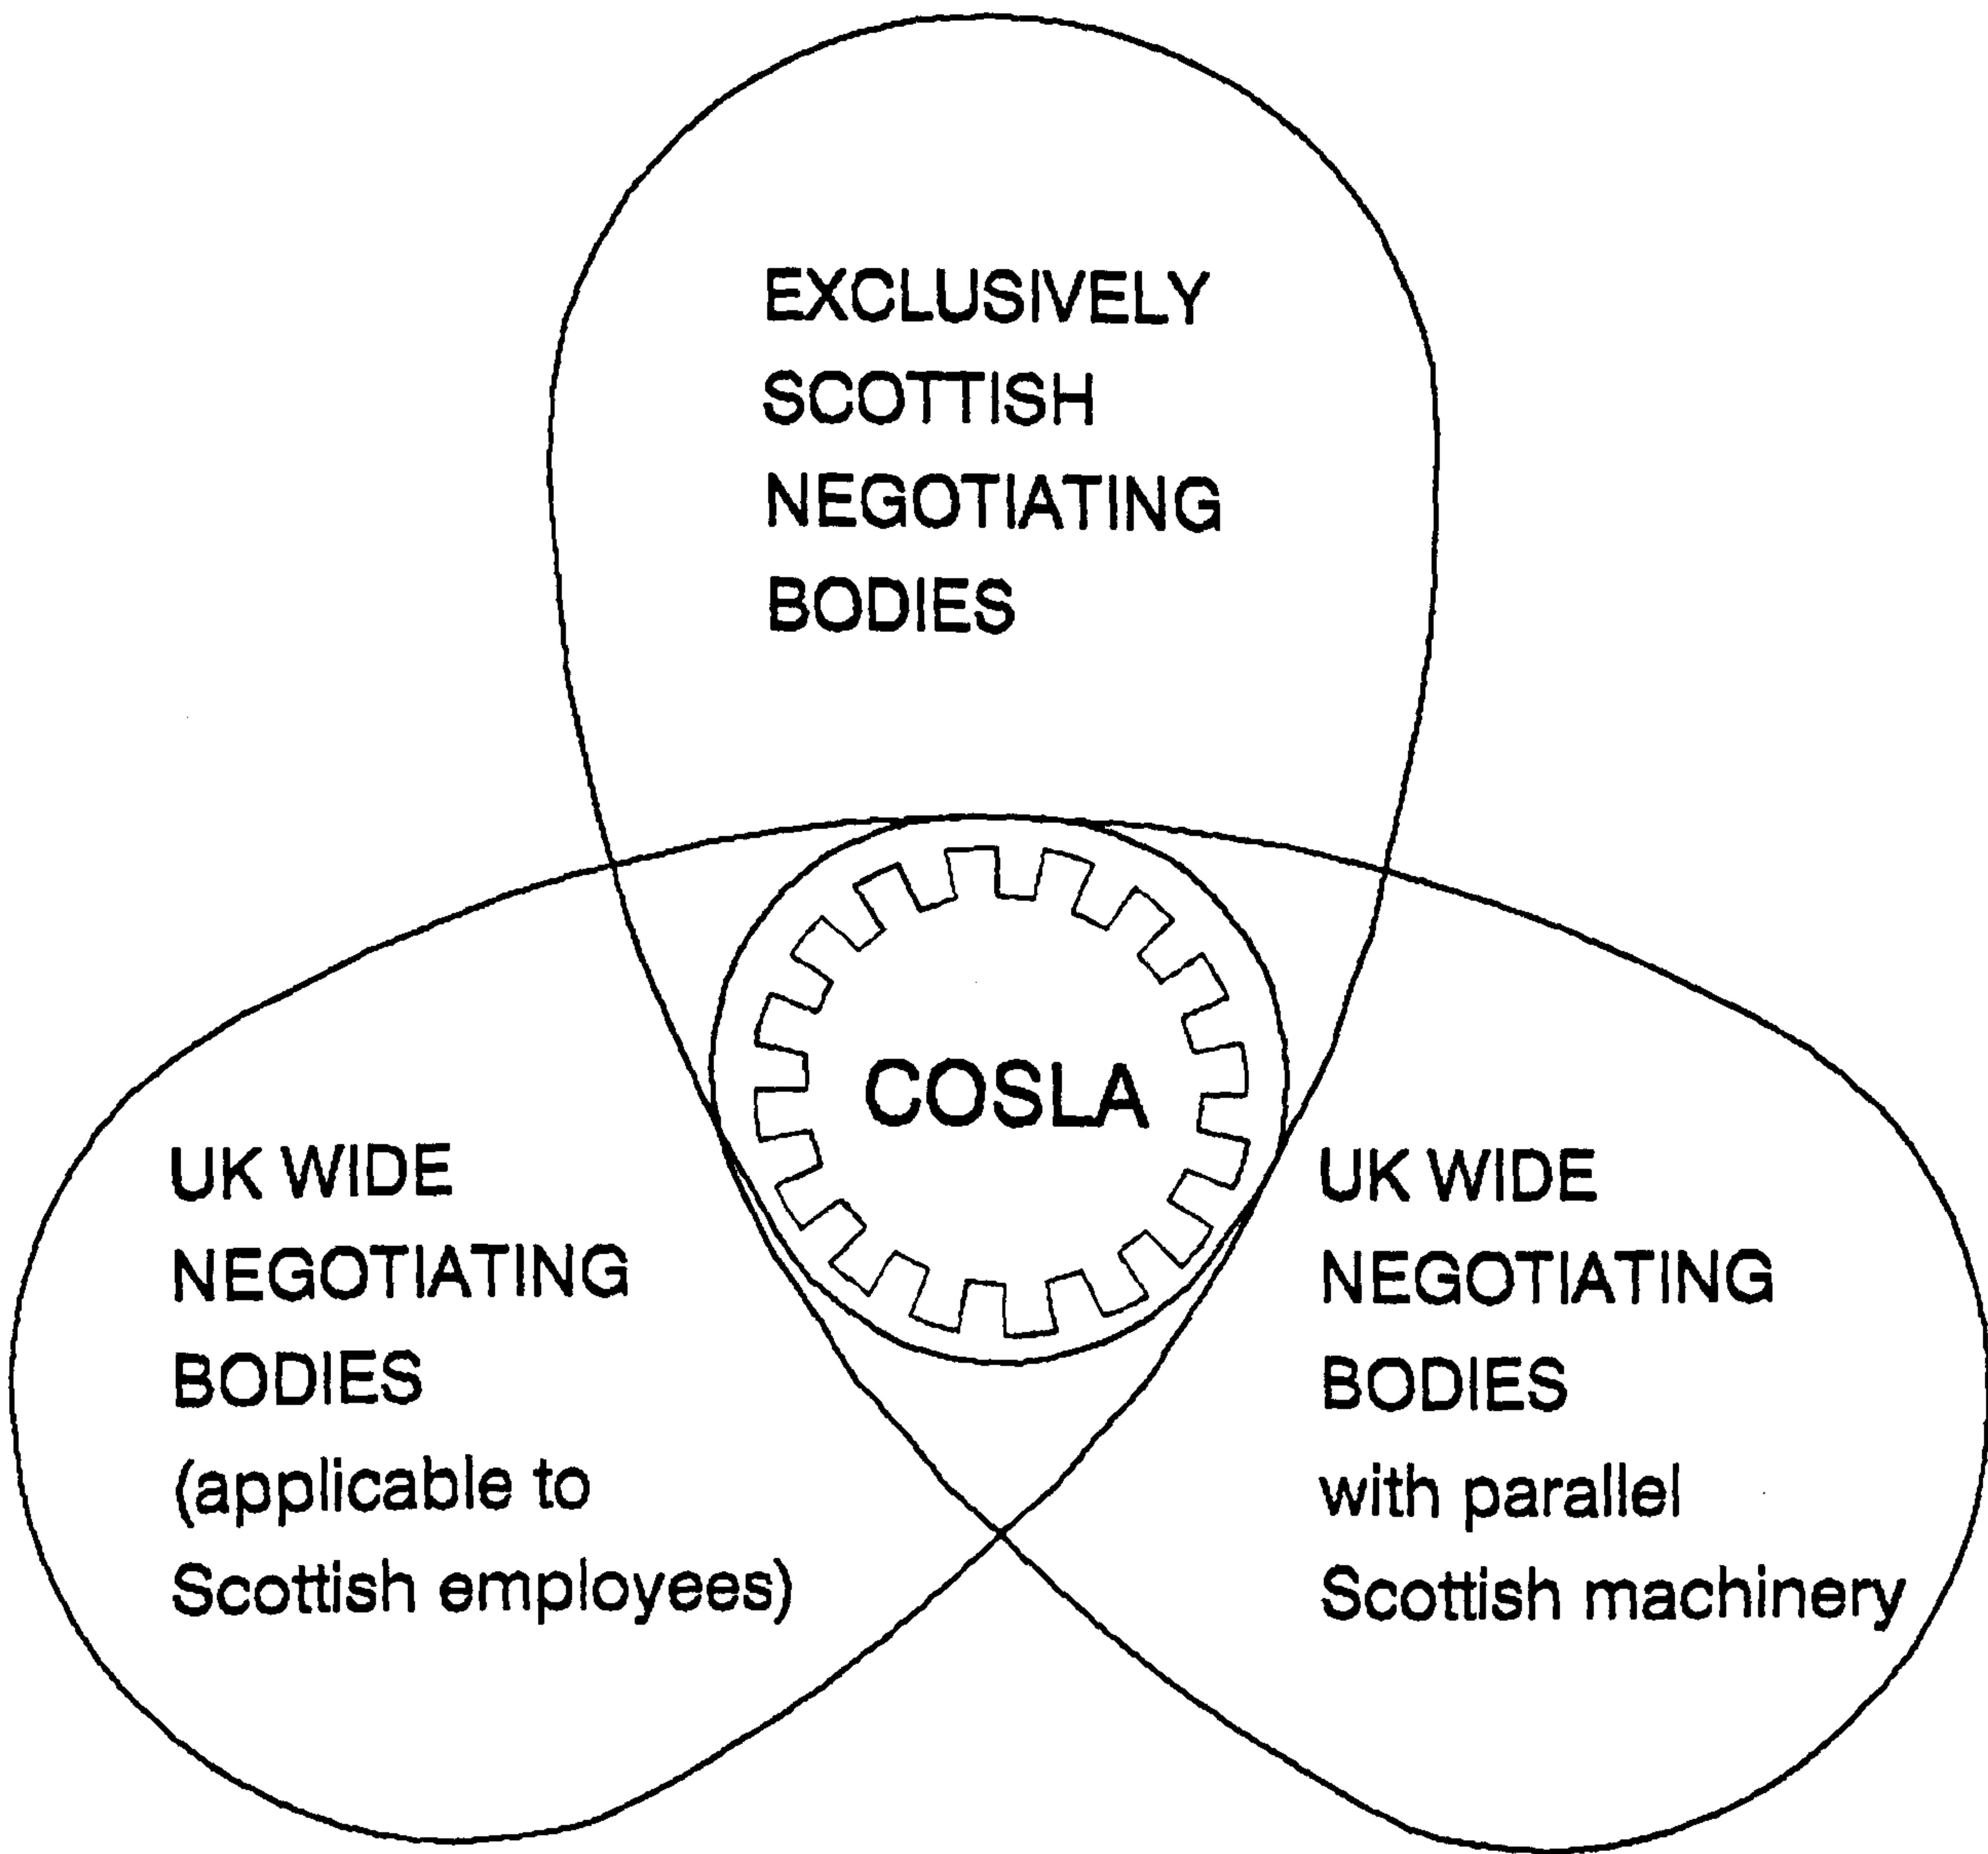 EXCLUSIVELY
SCOTTISH
NEGOTIATING
BODIES
COSLA
UK WIDE
NEGOTIATING
BODIES
(applicable to
Scottish employees)
UK WIDE
NEGOTIATING
BODIES
with parallel
Scottish machinery